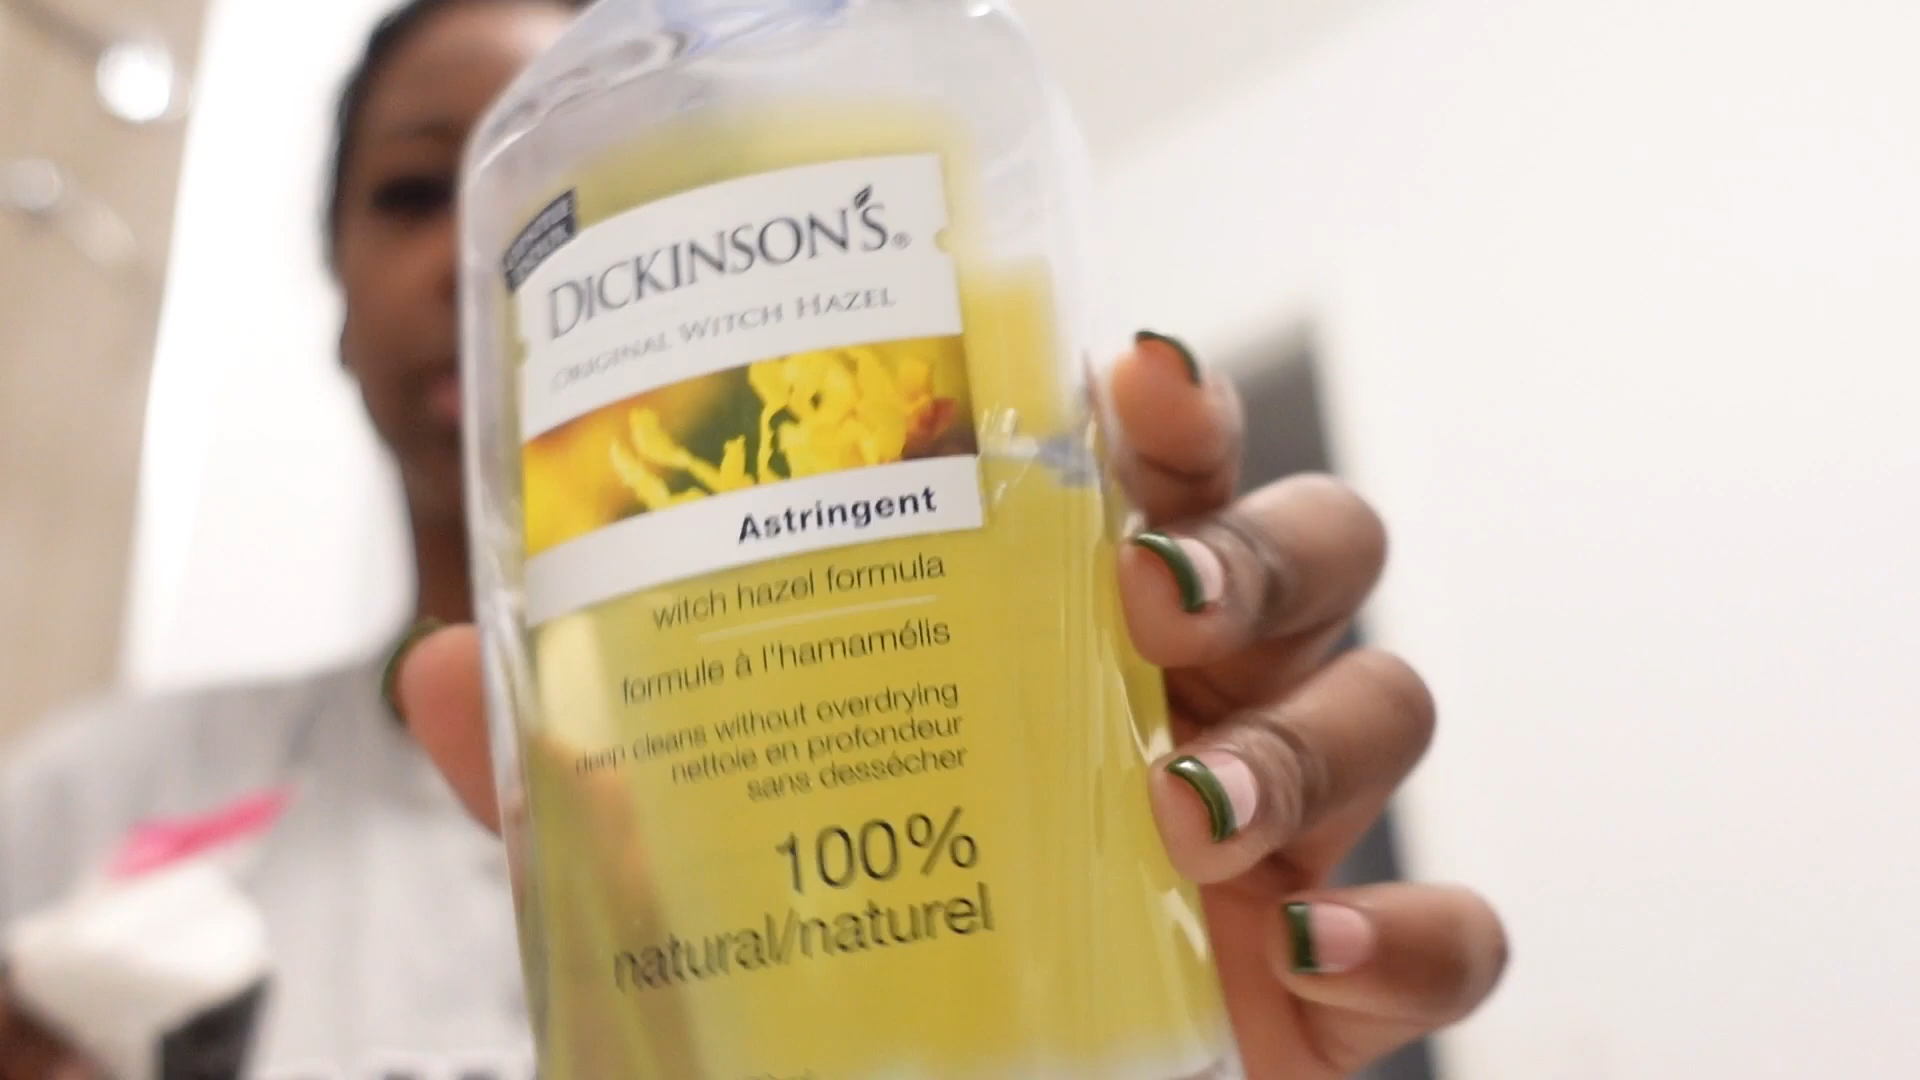 DICKINSON'S®
ORIGINAL WITCH HAZEL
Astringent
witch hazel formula
formule à l'hamamélis
deep cleans without overdrying
nettoie en profondeur
sans dessécher
100%
natural/naturel